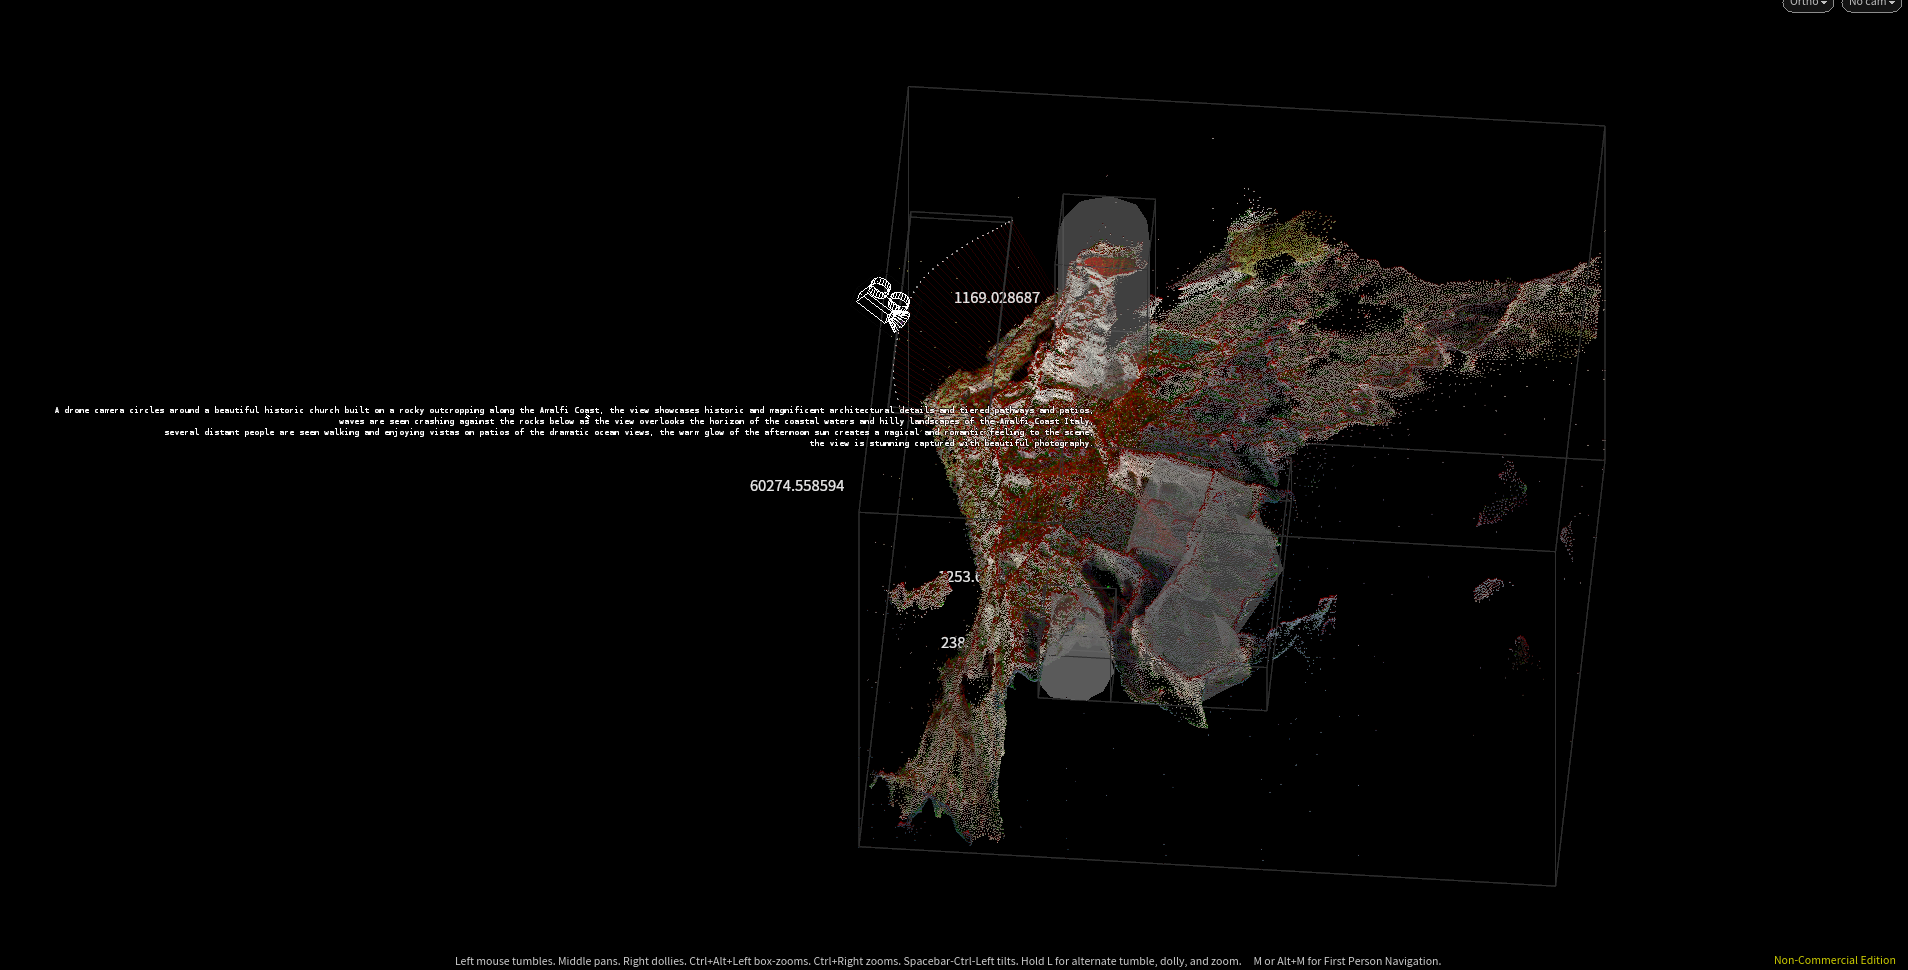 Ortho
No cam
1169.028687
A drone camera circles around a beautiful historic church built on a rocky outcropping along the Amalfi Coast, the view showcases historic and magnificent architectural details and tiered pathways and patios,
waves are seen crashing against the rocks below as the view overlooks the horizon of the coastal waters and hilly landscapes of the Amalfi Coast Italy,
several distant people are seen walking and enjoying vistas on patios of the dramatic ocean views, the warm glow of the afternoon sun creates a magical and romantic feeling to the scene,
the view is stunning captured with beautiful photography.
60274.558594
238.
Left mouse tumbles. Middle pans. Right dollies. Ctrl+Alt+Left box-zooms. Ctrl+Right zooms. Spacebar-Ctrl-Left tilts. Hold L for alternate tumble, dolly, and zoom. M or Alt+M for First Person Navigation.
Non-Commercial Edition